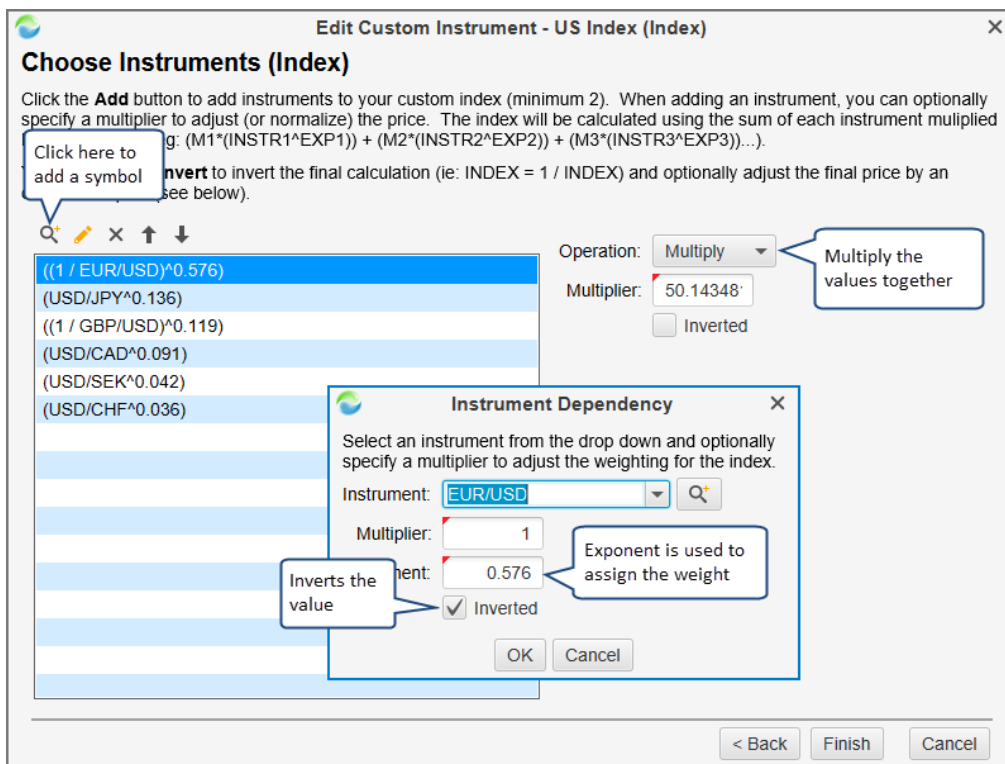 Edit Custom Instrument - US Index (Index)
Choose Instruments (Index)
Click the Add button to add instruments to your custom index (minimum 2). When adding an instrument, you can optionally
specify a multiplier to adjust (or normalize) the price. The index will be calculated using the sum of each instrument muliplied
g: (M1*(INSTR1^EXP1)) + (M2*(INSTR2^EXP2)) + (M3*(INSTR3^EXP3))...).
Click here to
add a symbol
nvert to invert the final calculation (ie: INDEX = 1 / INDEX) and optionally adjust the final price by an
see below).
Operation: Multiply
Multiply the
values together
Multiplier: 50.14348
Inverted
((1 / EUR/USD)^0.576)
(USD/JPY^0.136)
((1 / GBP/USD)^0.119)
(USD/CAD^0.091)
(USD/SEK^0.042)
(USD/CHF^0.036)
Instrument Dependency
Select an instrument from the drop down and optionally
specify a multiplier to adjust the weighting for the index.
Instrument: EUR/USD
Multiplier: 1
nent: 0.576
Exponent is used to
assign the weight
Inverts the
value
Inverted
OK Cancel
< Back Finish Cancel